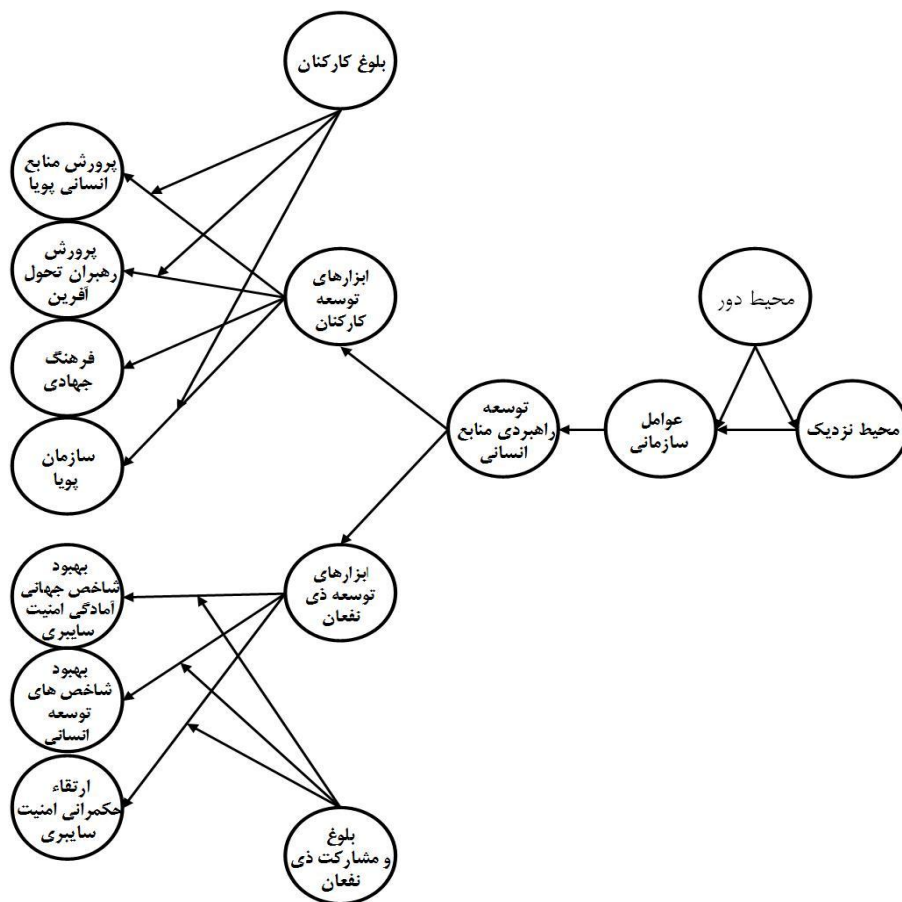 بلوغ کارکنان
پرورش منابع
انسانی پویا
پرورش
رهبران تحول
آفرین
فرهنگ
جهادی
سازمان
پویا
ابزارهای
توسعه
کارکنان
محیط دور
توسعه
راهبردی منابع
انسانی
عوامل
سازمانی
محیط نزدیک
بهبود
شاخص جهانی
آمادگی امنیت
سایبری
بهبود
شاخص های
توسعه
انسانی
ارتقاء
حکمرانی امنیت
سایبری
ابزارهای
توسعه ذی
نفعان
بلوغ
و مشارکت ذی
نفعان